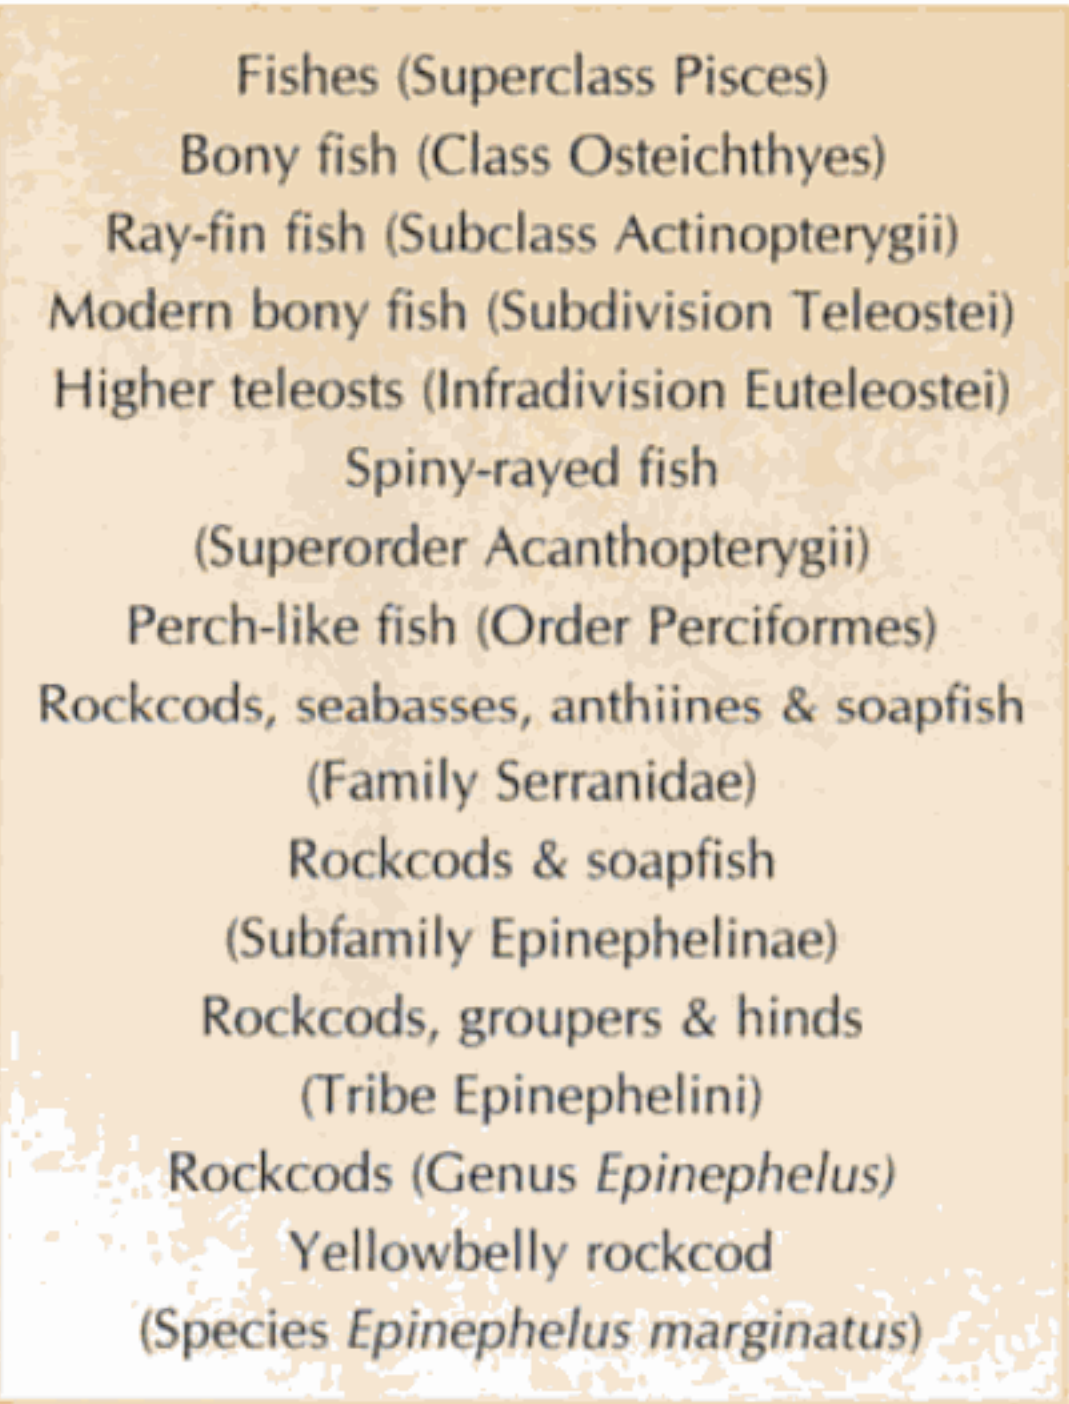 Fishes (Superclass Pisces)
Bony fish (Class Osteichthyes)
Ray-fin fish (Subclass Actinopterygii)
Modern bony fish (Subdivision Teleostei)
Higher teleosts (Infradivision Euteleostei)
Spiny-rayed fish
(Superorder Acanthopterygii)
Perch-like fish (Order Perciformes)
Rockcods, seabasses, anthiines & soapfish
(Family Serranidae)
Rockcods & soapfish
(Subfamily Epinephelinae)
Rockcods, groupers & hinds
(Tribe Epinephelini)
Rockcods (Genus Epinephelus)
Yellowbelly rockcod
(Species Epinephelus marginatus)